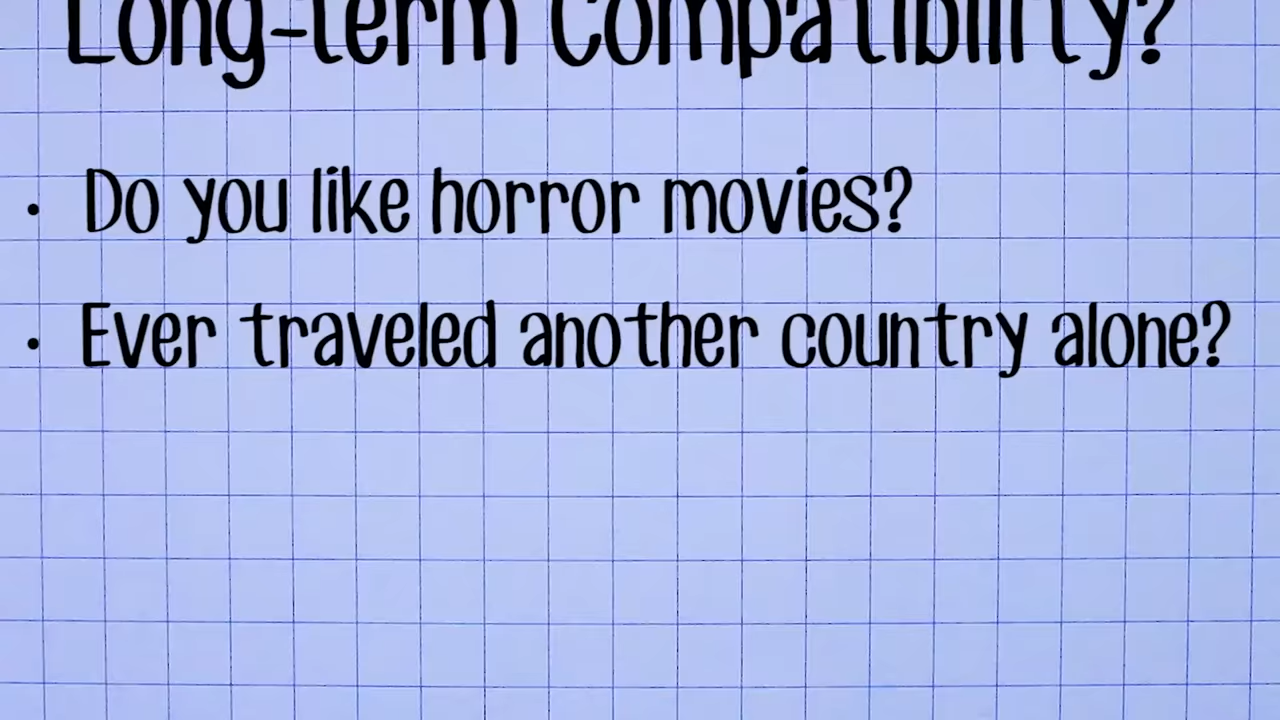 Long-term Compatibility?
· Do you like horror movies?
· Ever traveled another country alone?